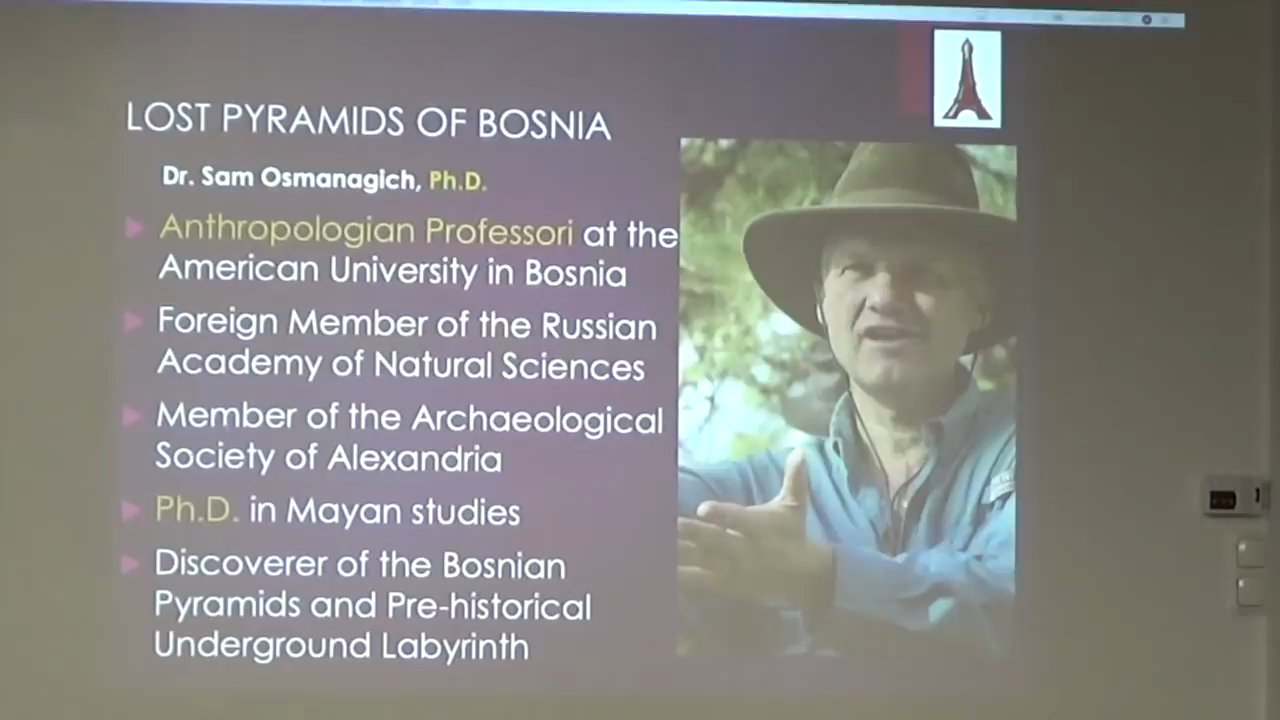 LOST PYRAMIDS OF BOSNIA
Dr. Sam Osmanagich, Ph.D.
Anthropologian Professori at the
American University in Bosnia
Foreign Member of the Russian
Academy of Natural Sciences
Member of the Archaeological
Society of Alexandria
Ph.D. in Mayan studies
Discoverer of the Bosnian
Pyramids and Pre-historical
Underground Labyrinth